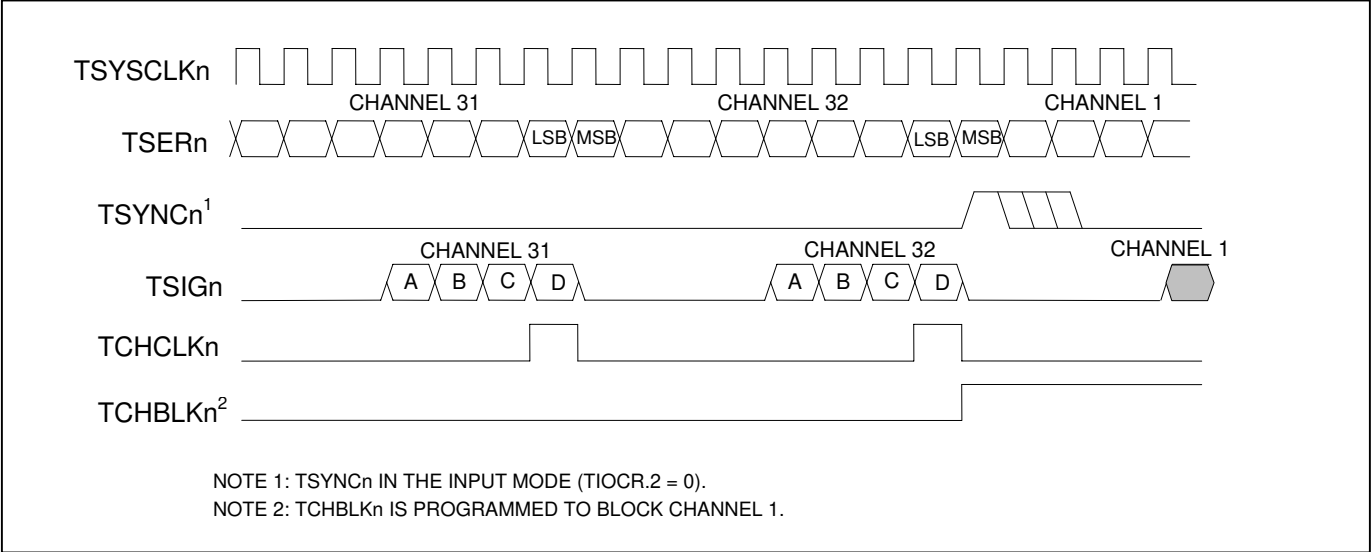 TSYSCLKn
CHANNEL 31 CHANNEL 32 CHANNEL 1
TSERn LSB MSB LSB MSB
TSYNCn¹
CHANNEL 31 CHANNEL 32 CHANNEL 1
TSIGn A B C D A B C D
TCHCLKn
TCHBLKn²
NOTE 1: TSYNCn IN THE INPUT MODE (TIOCR.2 = 0).
NOTE 2: TCHBLKn IS PROGRAMMED TO BLOCK CHANNEL 1.